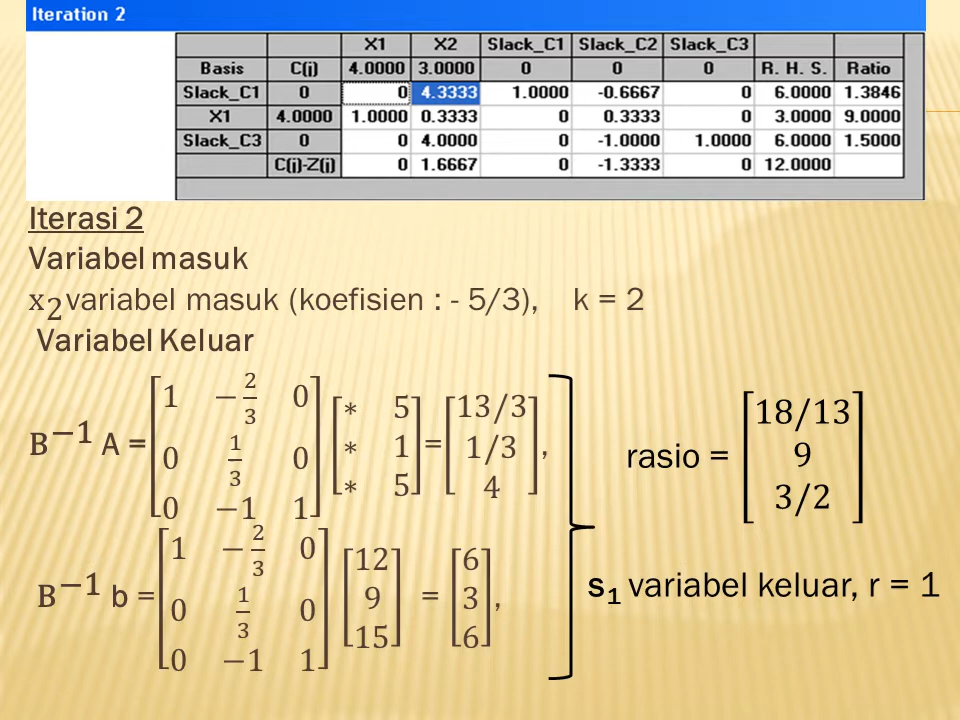 Iteration 2
X1 X2 Slack_C1 Slack_C2 Slack_C3
Basis C(j) 4.0000 3.0000 0 0 0 R. H. S. Ratio
Slack_C1 0 0 4.3333 1.0000 -0.6667 0 6.0000 1.3846
X1 4.0000 1.0000 0.3333 0 0.3333 0 3.0000 9.0000
Slack_C3 0 0 4.0000 0 -1.0000 1.0000 6.0000 1.5000
C(j)-Z(j) 0 1.6667 0 -1.3333 0 12.0000
Iterasi 2
Variabel masuk
x₂ variabel masuk (koefisien : - 5/3), k = 2
Variabel Keluar
B⁻¹ A = [1 −2/3 0; 0 1/3 0; 0 −1 1] [* 5; * 1; * 5] = [13/3; 1/3; 4],
B⁻¹ b = [1 −2/3 0; 0 1/3 0; 0 −1 1] [12; 9; 15] = [6; 3; 6],
rasio = [18/13; 9; 3/2]
s₁ variabel keluar, r = 1